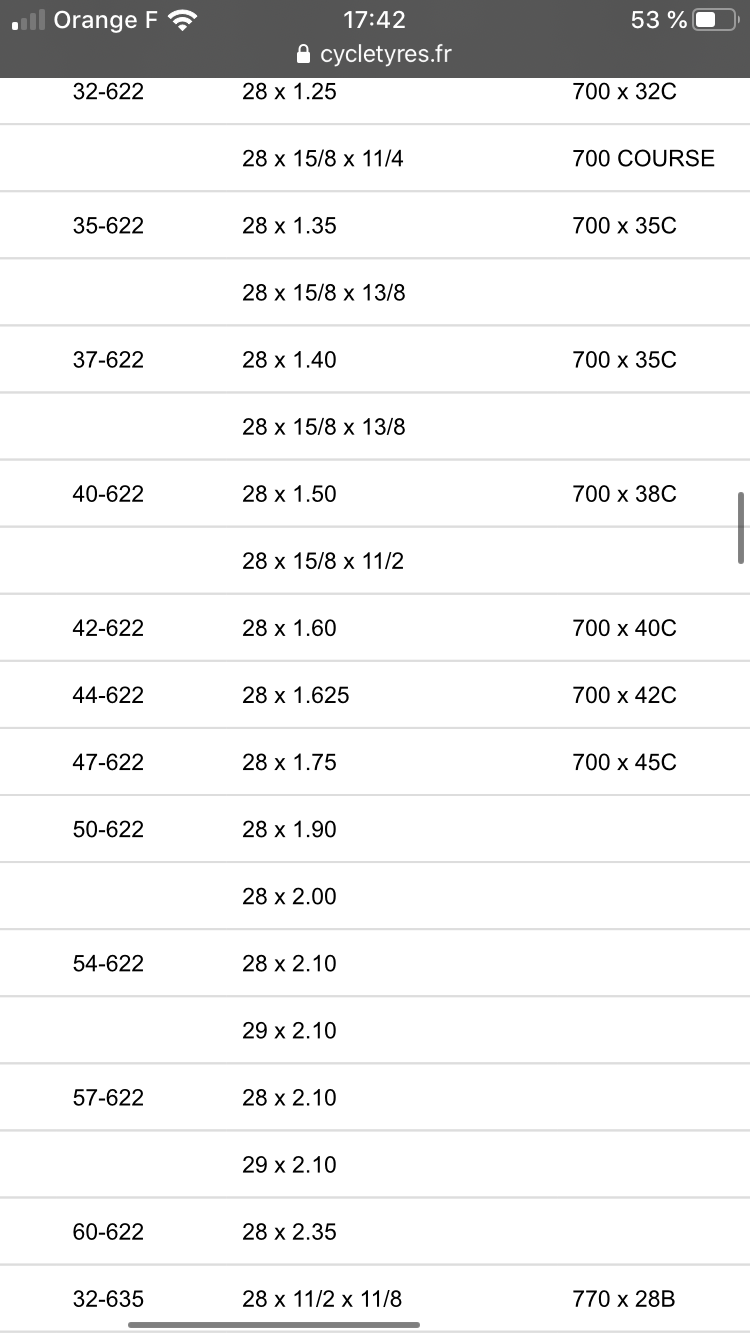 Orange F 17:42 53 %
cycletyres.fr
32-622 28 x 1.25 700 x 32C
28 x 15/8 x 11/4 700 COURSE
35-622 28 x 1.35 700 x 35C
28 x 15/8 x 13/8
37-622 28 x 1.40 700 x 35C
28 x 15/8 x 13/8
40-622 28 x 1.50 700 x 38C
28 x 15/8 x 11/2
42-622 28 x 1.60 700 x 40C
44-622 28 x 1.625 700 x 42C
47-622 28 x 1.75 700 x 45C
50-622 28 x 1.90
28 x 2.00
54-622 28 x 2.10
29 x 2.10
57-622 28 x 2.10
29 x 2.10
60-622 28 x 2.35
32-635 28 x 11/2 x 11/8 770 x 28B